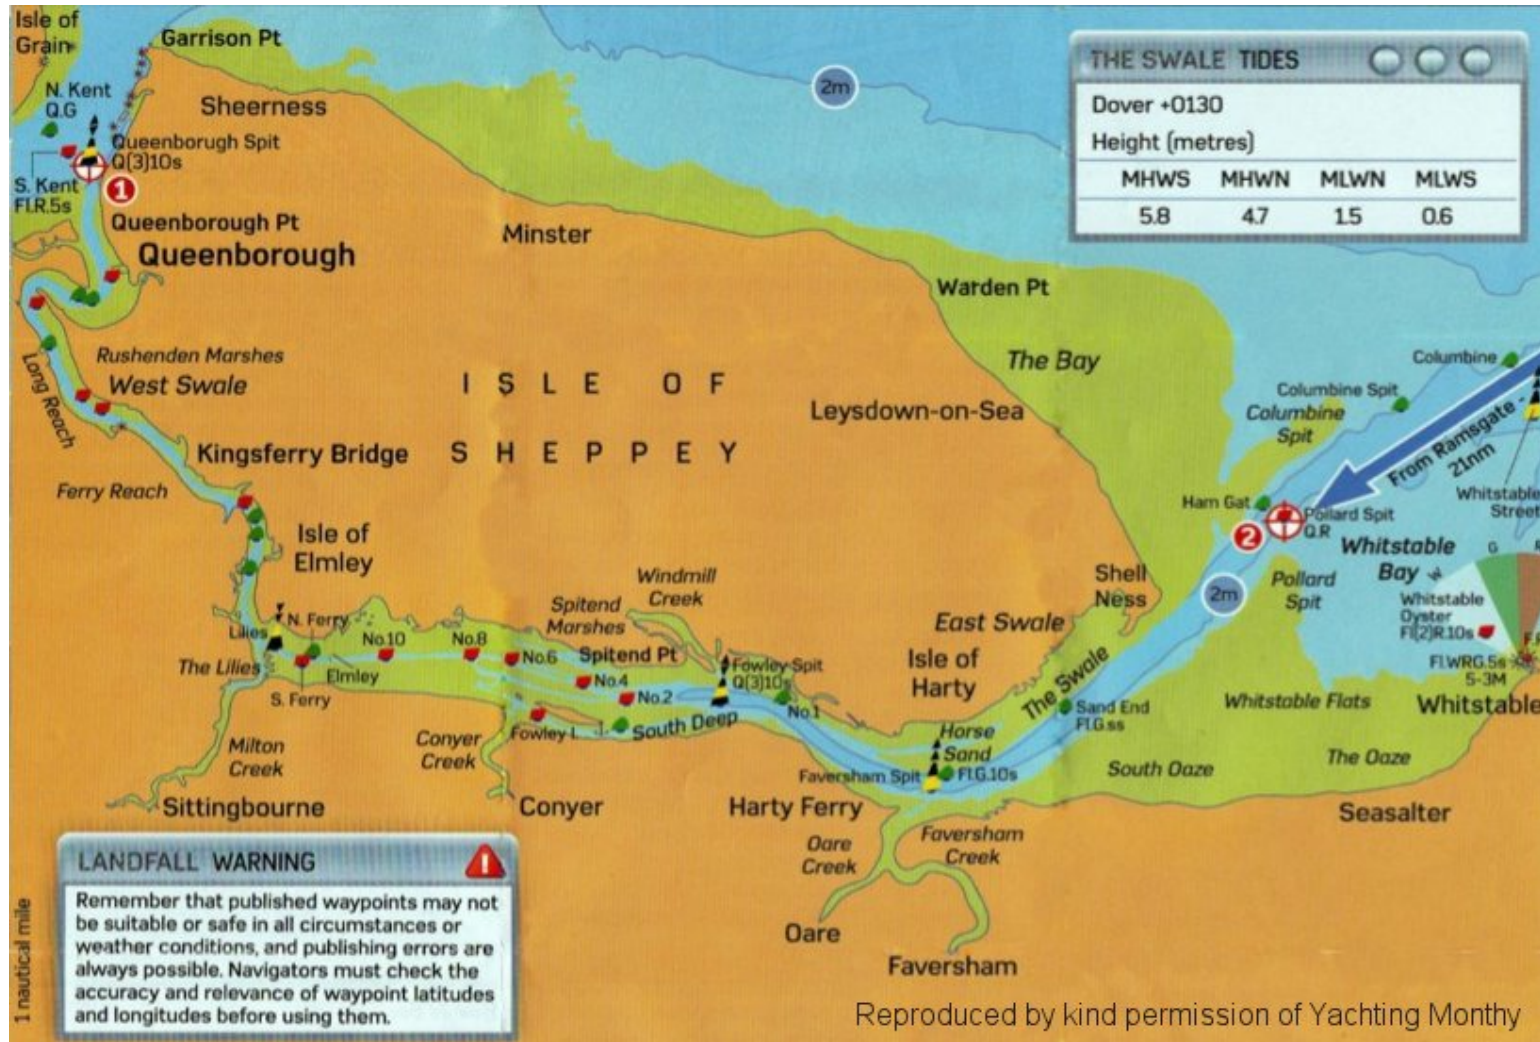 Isle of
Grain
Garrison Pt
N. Kent
Q.G
Sheerness
Queenborugh Spit
Q(3)10s
S. Kent
Fl.R.5s
1
Queenborough Pt
Queenborough
Minster
2m
THE SWALE TIDES
Dover +0130
Height (metres)
MHWS MHWN MLWN MLWS
5.8 4.7 1.5 0.6
Warden Pt
The Bay
Rushenden Marshes
West Swale
Long Reach
ISLE OF
SHEPPEY
Leysdown-on-Sea
Columbine
Columbine Spit
Columbine
Spit
From Ramsgate -
21nm
Kingsferry Bridge
Ferry Reach
Ham Gat
Pollard Spit
Q.R
2
Whitstable
Street
Whitstable
Bay
W
G
Isle of
Elmley
Windmill
Creek
Shell
Ness
2m
Pollard
Spit
Whitstable
Oyster
Fl(2)R.10s
Spitend
Marshes
East Swale
N. Ferry
Lilies
No.10
No.8
No.6
Spitend Pt
Fowley Spit
Q(3)10s
Isle of
Harty
The Swale
Fl.WRG.5s
5-3M
The Lilies
Elmley
S. Ferry
No.4
No.2
No.1
Sand End
Fl.G.ss
Whitstable Flats
Whitstable
Fowley I.
South Deep
Milton
Creek
Conyer
Creek
Horse
Sand
Faversham Spit
Fl.G.10s
South Oaze
The Oaze
Sittingbourne
Conyer
Harty Ferry
Seasalter
Oare
Creek
Faversham
Creek
Oare
Faversham
LANDFALL WARNING
!
Remember that published waypoints may not
be suitable or safe in all circumstances or
weather conditions, and publishing errors are
always possible. Navigators must check the
accuracy and relevance of waypoint latitudes
and longitudes before using them.
1 nautical mile
Reproduced by kind permission of Yachting Monthy